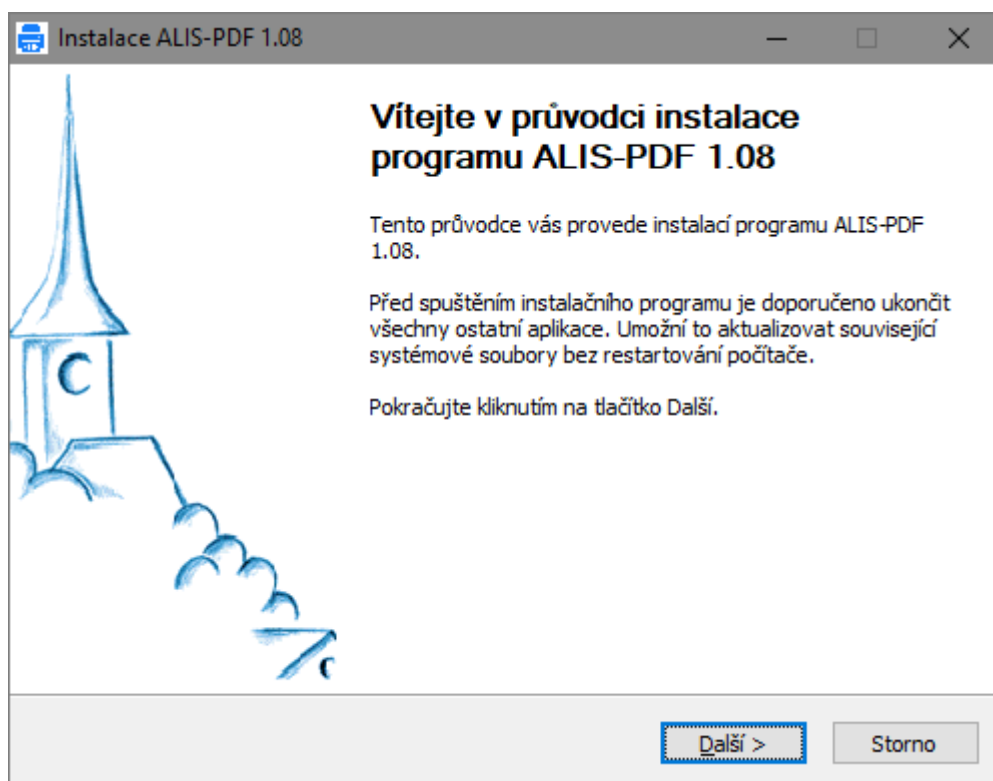 Instalace ALIS-PDF 1.08
Vítejte v průvodci instalace
programu ALIS-PDF 1.08
Tento průvodce vás provede instalací programu ALIS-PDF
1.08.
Před spuštěním instalačního programu je doporučeno ukončit
všechny ostatní aplikace. Umožní to aktualizovat související
systémové soubory bez restartování počítače.
Pokračujte kliknutím na tlačítko Další.
Další >
Storno